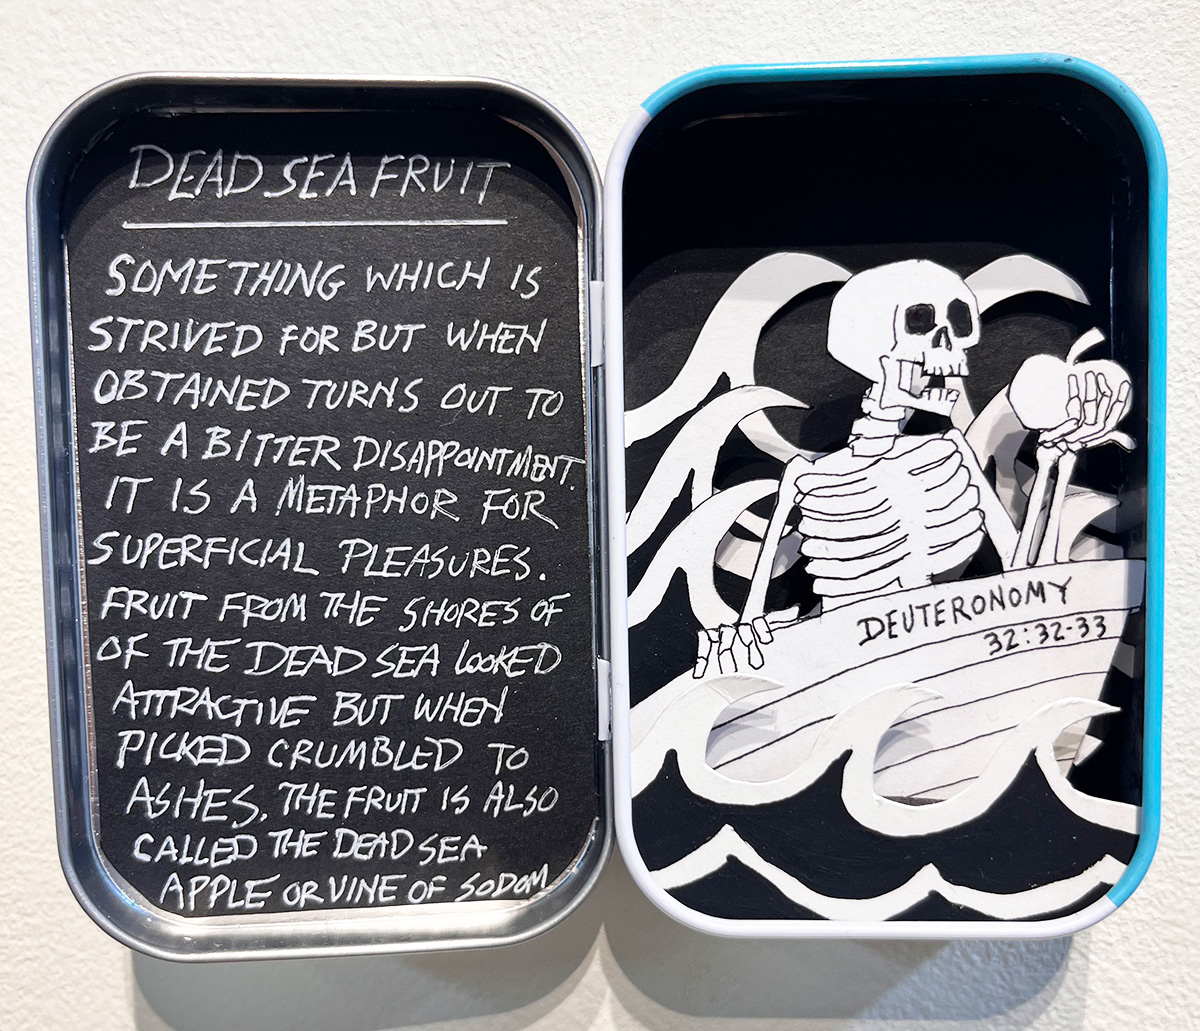 DEAD SEA FRUIT
SOMETHING WHICH IS
STRIVED FOR BUT WHEN
OBTAINED TURNS OUT TO
BE A BITTER DISAPPOINTMENT.
IT IS A METAPHOR FOR
SUPERFICIAL PLEASURES.
FRUIT FROM THE SHORES OF
OF THE DEAD SEA LOOKED
ATTRACTIVE BUT WHEN
PICKED CRUMBLED TO
ASHES. THE FRUIT IS ALSO
CALLED THE DEAD SEA
APPLE OR VINE OF SODOM
DEUTERONOMY
32:32-33